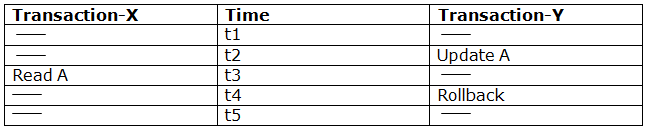 Transaction-X Time Transaction-Y
—— t1 ——
—— t2 Update A
Read A t3 ——
—— t4 Rollback
—— t5 ——